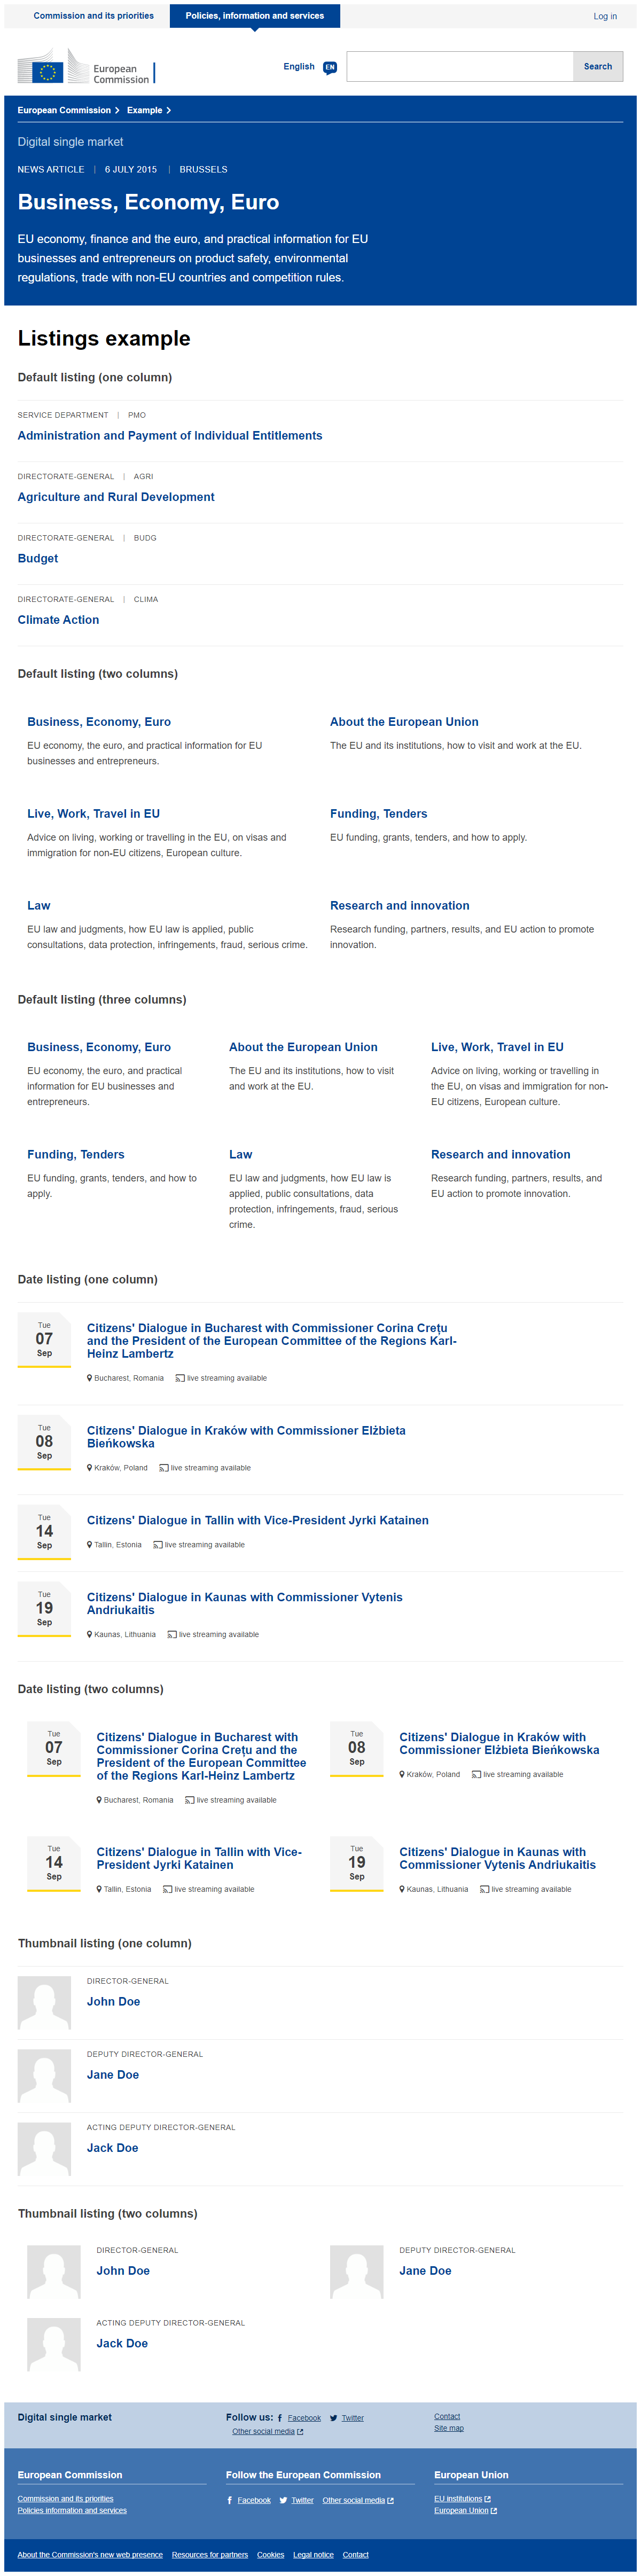 Commission and its priorities
Policies, information and services
Log in
European
Commission
English EN
Search
European Commission
Example
Digital single market
NEWS ARTICLE | 6 JULY 2015 | BRUSSELS
Business, Economy, Euro
EU economy, finance and the euro, and practical information for EU
businesses and entrepreneurs on product safety, environmental
regulations, trade with non-EU countries and competition rules.
Listings example
Default listing (one column)
SERVICE DEPARTMENT | PMO
Administration and Payment of Individual Entitlements
DIRECTORATE-GENERAL | AGRI
Agriculture and Rural Development
DIRECTORATE-GENERAL | BUDG
Budget
DIRECTORATE-GENERAL | CLIMA
Climate Action
Default listing (two columns)
Business, Economy, Euro
EU economy, the euro, and practical information for EU
businesses and entrepreneurs.
About the European Union
The EU and its institutions, how to visit and work at the EU.
Live, Work, Travel in EU
Advice on living, working or travelling in the EU, on visas and
immigration for non-EU citizens, European culture.
Funding, Tenders
EU funding, grants, tenders, and how to apply.
Law
EU law and judgments, how EU law is applied, public
consultations, data protection, infringements, fraud, serious crime.
Research and innovation
Research funding, partners, results, and EU action to promote
innovation.
Default listing (three columns)
Business, Economy, Euro
EU economy, the euro, and practical
information for EU businesses and
entrepreneurs.
About the European Union
The EU and its institutions, how to visit
and work at the EU.
Live, Work, Travel in EU
Advice on living, working or travelling in
the EU, on visas and immigration for non-
EU citizens, European culture.
Funding, Tenders
EU funding, grants, tenders, and how to
apply.
Law
EU law and judgments, how EU law is
applied, public consultations, data
protection, infringements, fraud, serious
crime.
Research and innovation
Research funding, partners, results, and
EU action to promote innovation.
Date listing (one column)
Tue
07
Sep
Citizens' Dialogue in Bucharest with Commissioner Corina Crețu
and the President of the European Committee of the Regions Karl-
Heinz Lambertz
Bucharest, Romania live streaming available
Tue
08
Sep
Citizens' Dialogue in Kraków with Commissioner Elżbieta
Bieńkowska
Kraków, Poland live streaming available
Tue
14
Sep
Citizens' Dialogue in Tallin with Vice-President Jyrki Katainen
Tallin, Estonia live streaming available
Tue
19
Sep
Citizens' Dialogue in Kaunas with Commissioner Vytenis
Andriukaitis
Kaunas, Lithuania live streaming available
Date listing (two columns)
Tue
07
Sep
Citizens' Dialogue in Bucharest with
Commissioner Corina Crețu and the
President of the European Committee
of the Regions Karl-Heinz Lambertz
Bucharest, Romania live streaming available
Tue
08
Sep
Citizens' Dialogue in Kraków with
Commissioner Elżbieta Bieńkowska
Kraków, Poland live streaming available
Tue
14
Sep
Citizens' Dialogue in Tallin with Vice-
President Jyrki Katainen
Tallin, Estonia live streaming available
Tue
19
Sep
Citizens' Dialogue in Kaunas with
Commissioner Vytenis Andriukaitis
Kaunas, Lithuania live streaming available
Thumbnail listing (one column)
DIRECTOR-GENERAL
John Doe
DEPUTY DIRECTOR-GENERAL
Jane Doe
ACTING DEPUTY DIRECTOR-GENERAL
Jack Doe
Thumbnail listing (two columns)
DIRECTOR-GENERAL
John Doe
DEPUTY DIRECTOR-GENERAL
Jane Doe
ACTING DEPUTY DIRECTOR-GENERAL
Jack Doe
Digital single market
Follow us: Facebook Twitter
Other social media
Contact
Site map
European Commission
Commission and its priorities
Policies information and services
Follow the European Commission
Facebook Twitter Other social media
European Union
EU institutions
European Union
About the Commission's new web presence Resources for partners Cookies Legal notice Contact